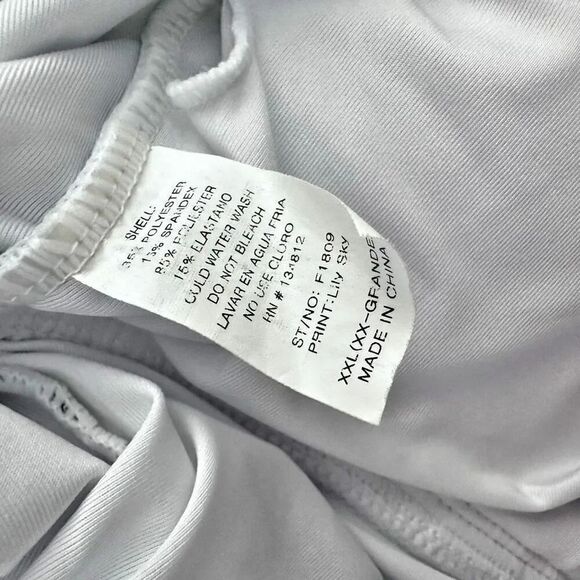 SHELL:
85% POLYESTER
15% SPANDEX
85% POLIESTER
15% ELASTANO
COLD WATER WASH
DO NOT BLEACH
LAVAR EN AGUA FRIA
NO USE CLORO
RN # 134812
ST/NO: F1809
PRINT:Lily Sky
XXL(XX-GRANDE
MADE IN CHINA